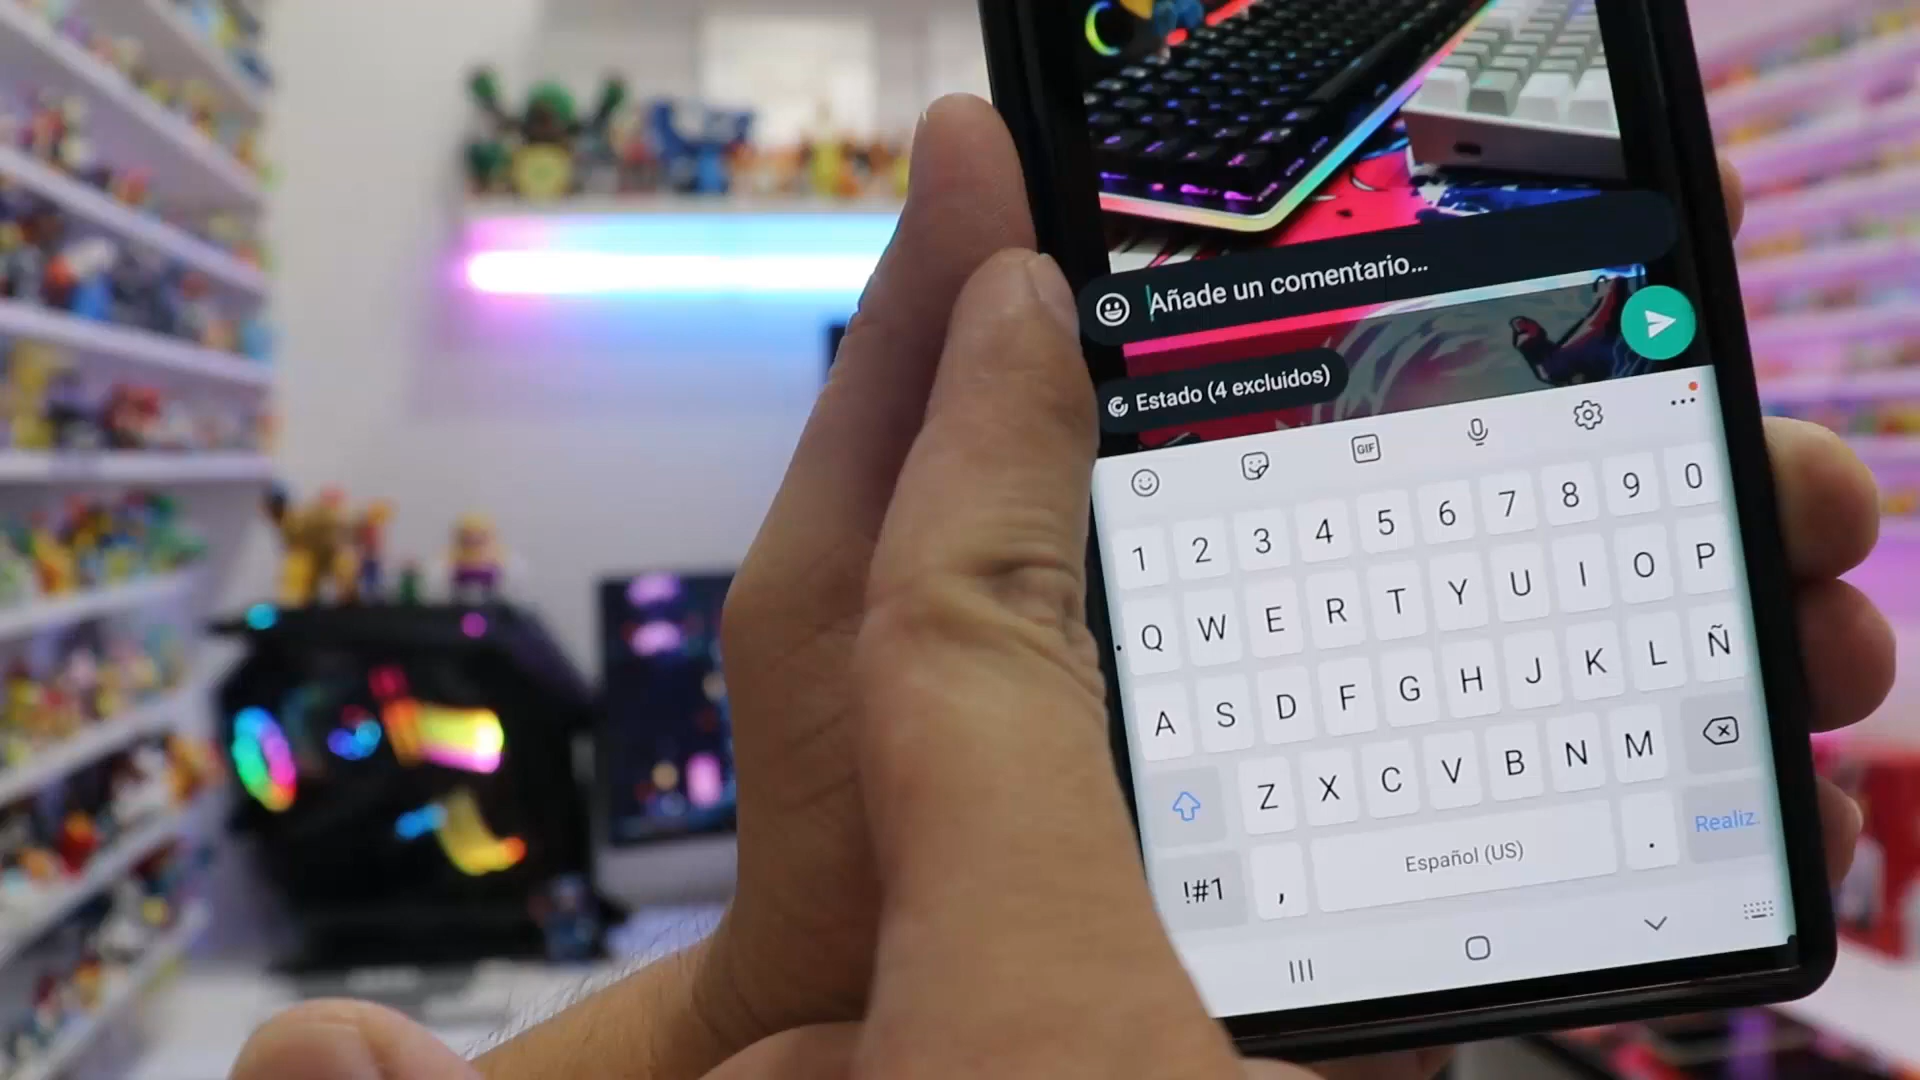 Añade un comentario...
Estado (4 excluidos)
GIF
1 2 3 4 5 6 7 8 9 0
Q W E R T Y U I O P
A S D F G H J K L Ñ
Z X C V B N M
!#1 , Español (US) . Realiz.